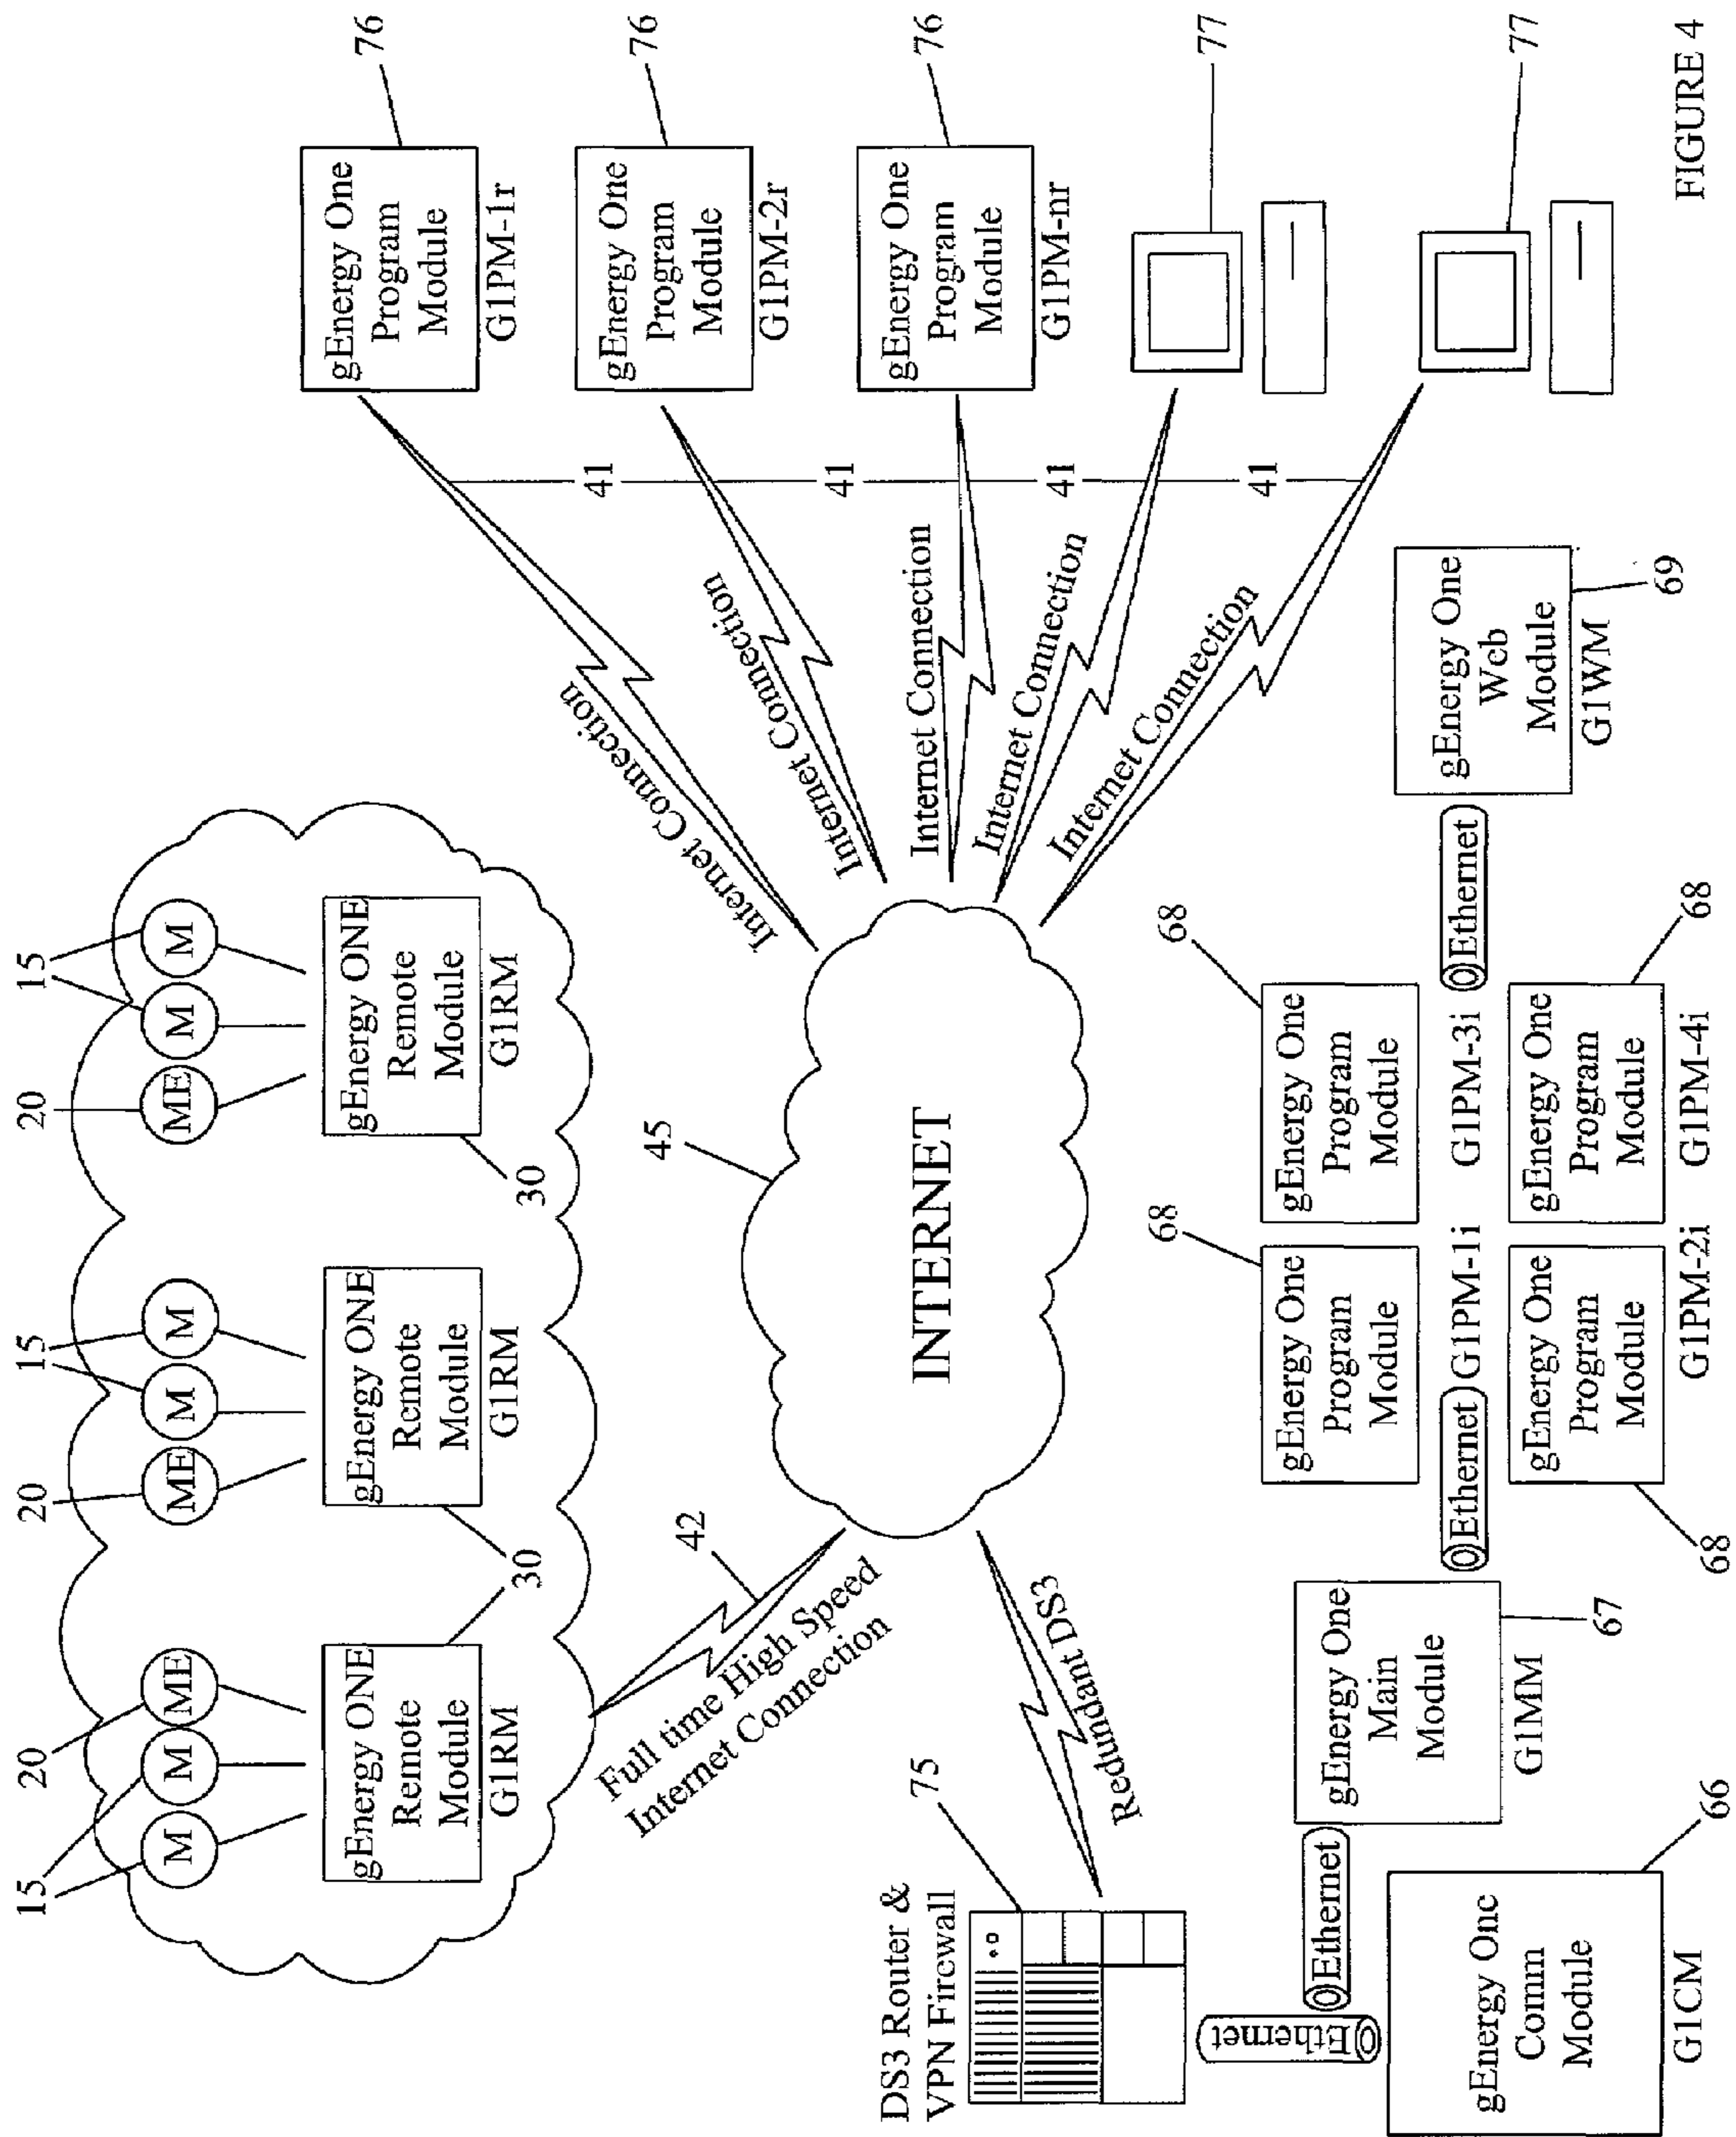 15
20
20
15
20
15
M
M
ME
ME
M
M
ME
M
M
gEnergy ONE
Remote
Module
G1RM
gEnergy ONE
Remote
Module
G1RM
gEnergy ONE
Remote
Module
G1RM
30
30
30
Full time High Speed
Internet Connection
42
45
INTERNET
Internet Connection
Internet Connection
Internet Connection
Internet Connection
Internet Connection
41
41
41
41
gEnergy One
Program
Module
G1PM-1r
76
gEnergy One
Program
Module
G1PM-2r
76
gEnergy One
Program
Module
G1PM-nr
76
77
77
Redundant DS3
DS3 Router &
VPN Firewall
75
Ethernet
Ethernet
gEnergy One
Comm
Module
G1CM
66
gEnergy One
Main
Module
G1MM
67
Ethernet
68
gEnergy One
Program
Module
G1PM-1i
68
gEnergy One
Program
Module
G1PM-3i
gEnergy One
Program
Module
G1PM-2i
68
gEnergy One
Program
Module
G1PM-4i
68
Ethernet
gEnergy One
Web
Module
G1WM
69
FIGURE 4